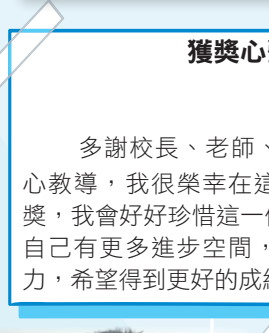 獲獎心
多謝校長、老師、
心教導，我很榮幸在這
獎，我會好好珍惜這一
自己有更多進步空間，
力，希望得到更好的成